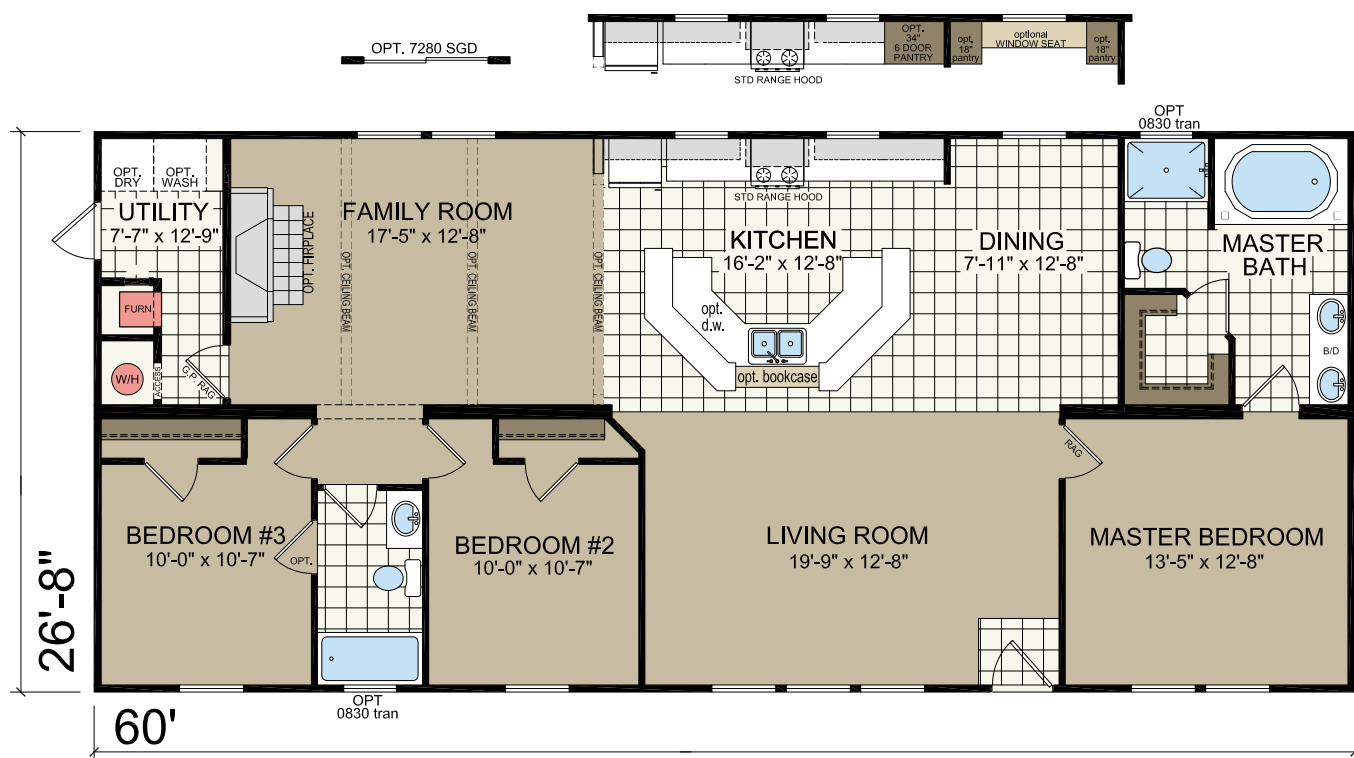 OPT. 7280 SGD
OPT.
34"
6 DOOR
PANTRY
opt.
18"
pantry
optional
WINDOW SEAT
opt.
18"
pantry
STD RANGE HOOD
OPT
0830 tran
OPT.
DRY
OPT.
WASH
UTILITY
7'-7" x 12'-9"
FURN
W/H
ACCESS
G.P. RAG
OPT. FIREPLACE
FAMILY ROOM
17'-5" x 12'-8"
OPT. CEILING BEAM
OPT. CEILING BEAM
OPT. CEILING BEAM
STD RANGE HOOD
KITCHEN
16'-2" x 12'-8"
opt.
d.w.
opt. bookcase
DINING
7'-11" x 12'-8"
MASTER
BATH
B/D
BEDROOM #3
10'-0" x 10'-7"
OPT.
BEDROOM #2
10'-0" x 10'-7"
LIVING ROOM
19'-9" x 12'-8"
RAG
MASTER BEDROOM
13'-5" x 12'-8"
OPT
0830 tran
26'-8"
60'